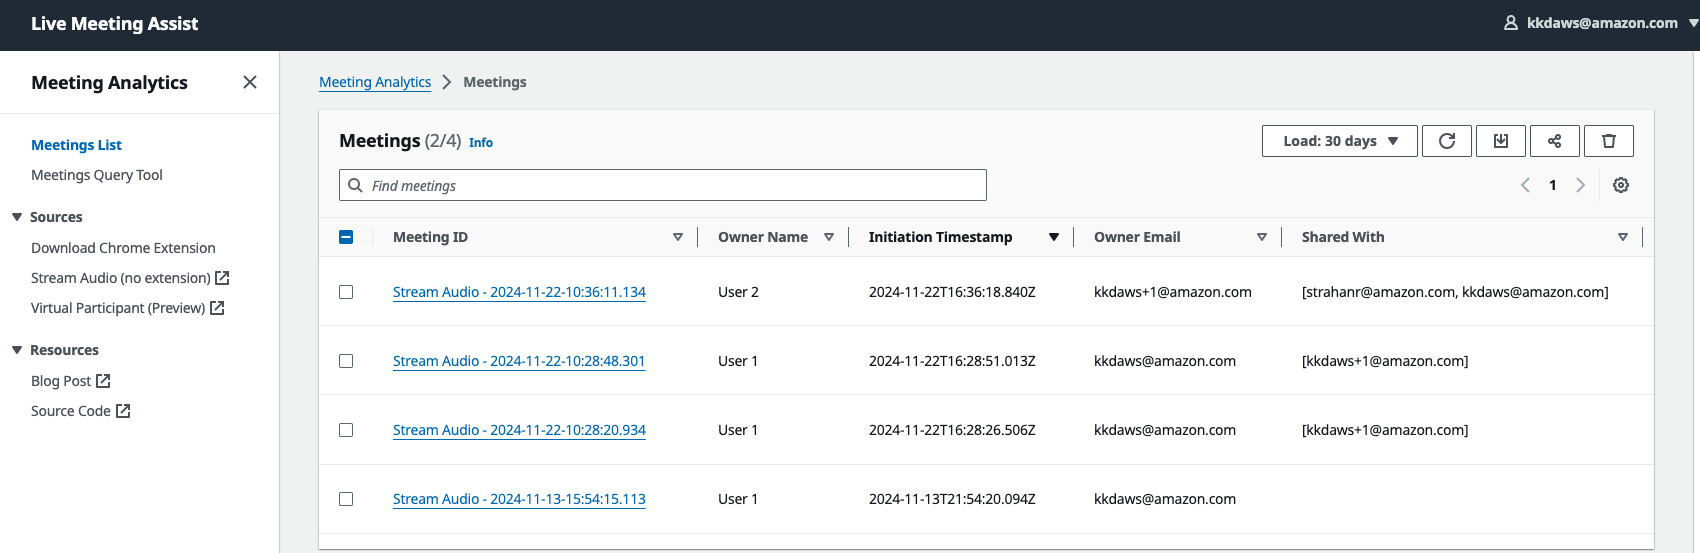 Live Meeting Assist
kkdaws@amazon.com
Meeting Analytics
Meetings List
Meetings Query Tool
Sources
Download Chrome Extension
Stream Audio (no extension)
Virtual Participant (Preview)
Resources
Blog Post
Source Code
Meeting Analytics > Meetings
Meetings (2/4) Info
Load: 30 days
Find meetings
1
Meeting ID Owner Name Initiation Timestamp Owner Email Shared With
Stream Audio - 2024-11-22-10:36:11.134 User 2 2024-11-22T16:36:18.840Z kkdaws+1@amazon.com [strahanr@amazon.com, kkdaws@amazon.com]
Stream Audio - 2024-11-22-10:28:48.301 User 1 2024-11-22T16:28:51.013Z kkdaws@amazon.com [kkdaws+1@amazon.com]
Stream Audio - 2024-11-22-10:28:20.934 User 1 2024-11-22T16:28:26.506Z kkdaws@amazon.com [kkdaws+1@amazon.com]
Stream Audio - 2024-11-13-15:54:15.113 User 1 2024-11-13T21:54:20.094Z kkdaws@amazon.com